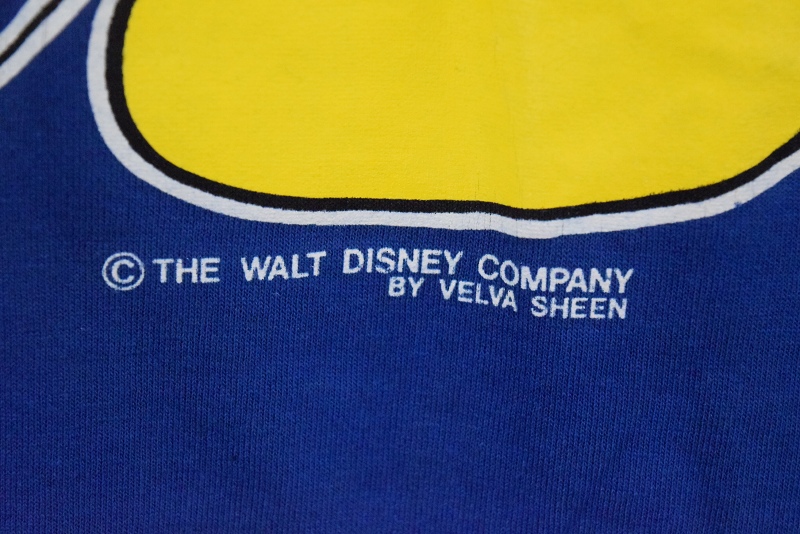 © THE WALT DISNEY COMPANY
BY VELVA SHEEN